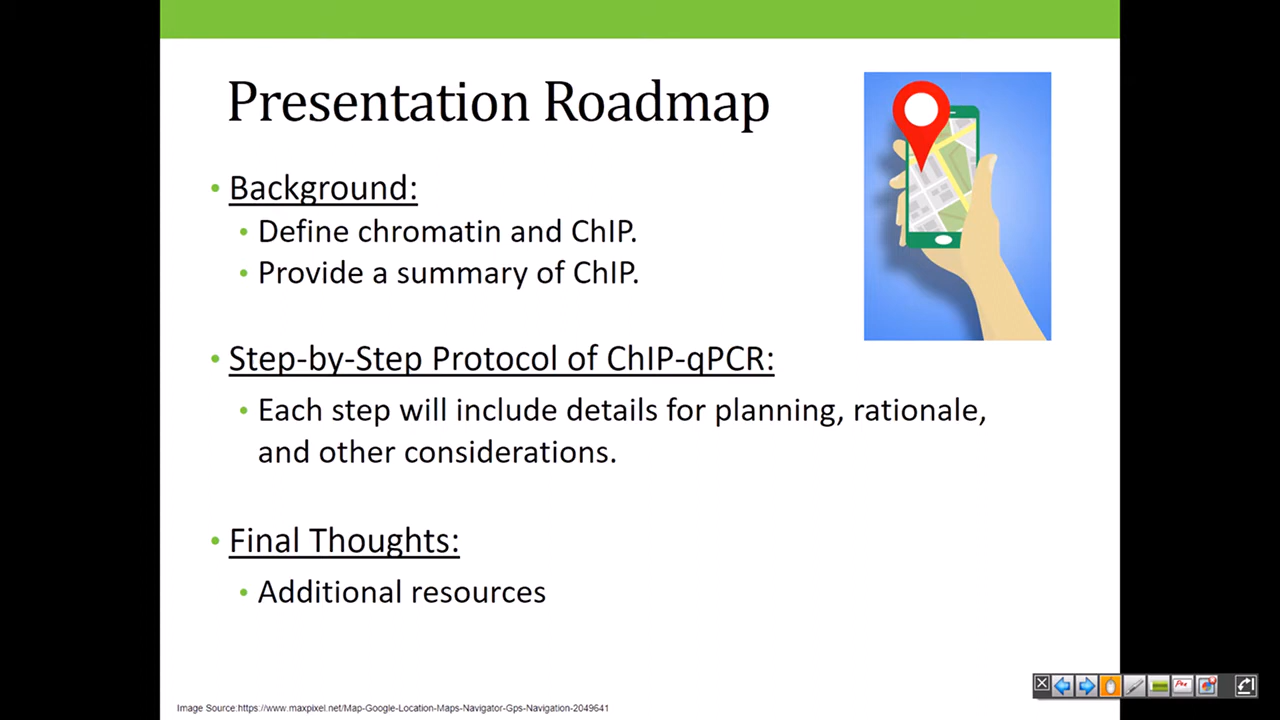 Presentation Roadmap
• Background:
• Define chromatin and ChIP.
• Provide a summary of ChIP.
• Step-by-Step Protocol of ChIP-qPCR:
• Each step will include details for planning, rationale,
and other considerations.
• Final Thoughts:
• Additional resources
Image Source:https://www.maxpixel.net/Map-Google-Location-Maps-Navigator-Gps-Navigation-2049641